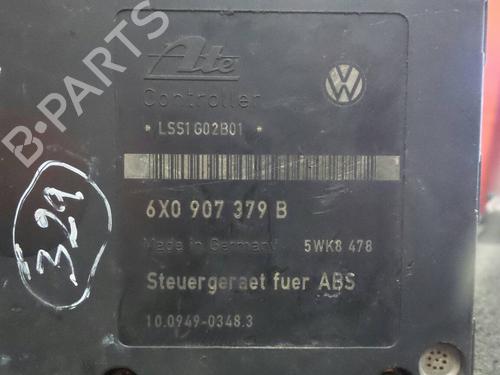 Ate
Controller
• LSS1G02B01 •
6X0 907 379 B
Made in Germany 5WK8 478
Steuergeraet fuer ABS
10.0949-0348.3
329
B-PARTS